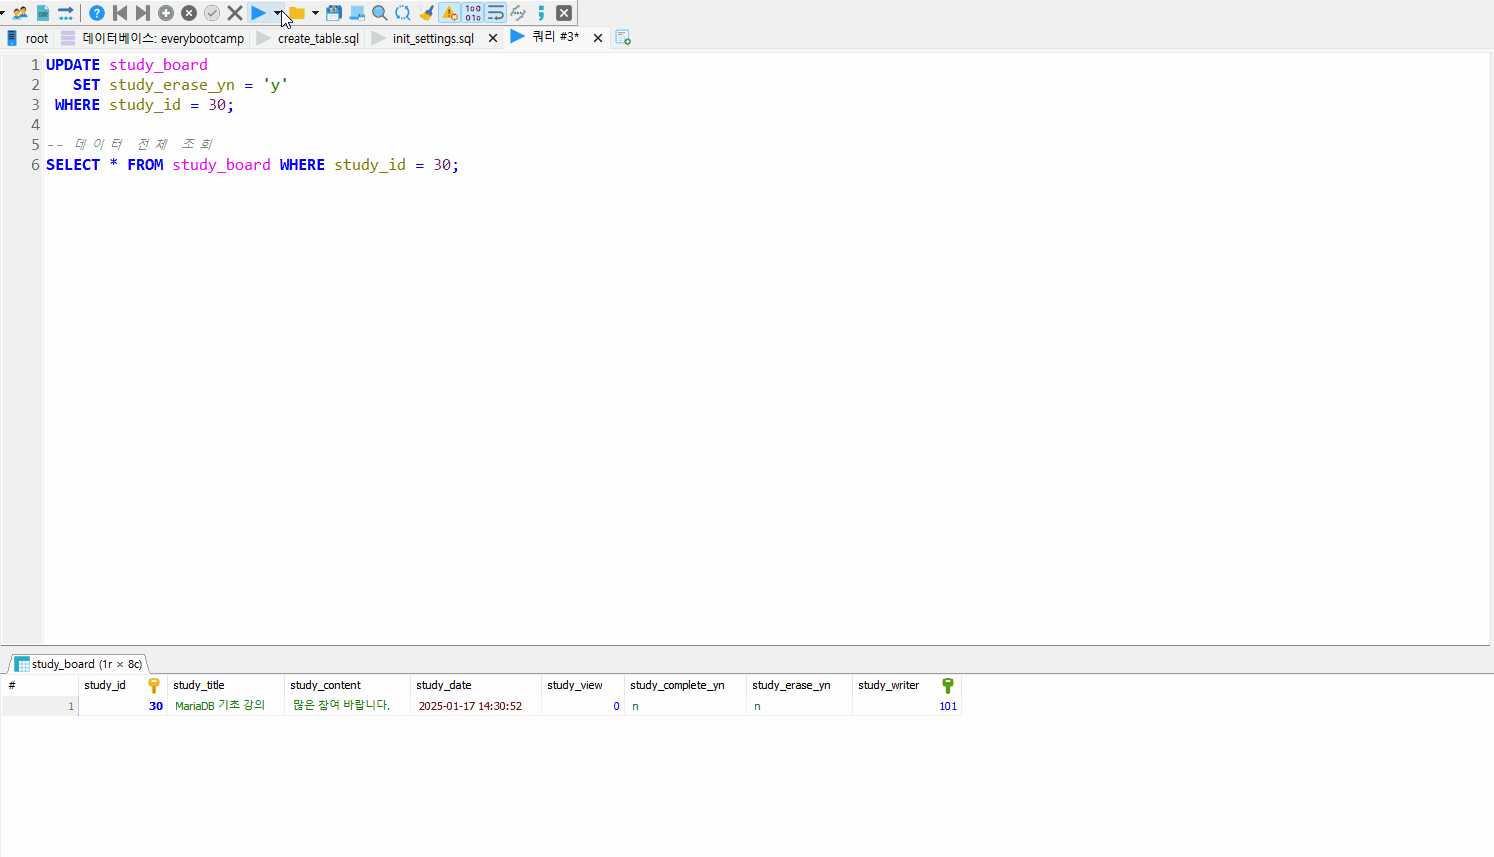 root 데이터베이스: everybootcamp create_table.sql init_settings.sql 쿼리 #3*
1 UPDATE study_board
2 SET study_erase_yn = 'y'
3 WHERE study_id = 30;
4
5 -- 데이터 전체 조회
6 SELECT * FROM study_board WHERE study_id = 30;
study_board (1r × 8c)
# study_id study_title study_content study_date study_view study_complete_yn study_erase_yn study_writer
1 30 MariaDB 기초 강의 많은 참여 바랍니다. 2025-01-17 14:30:52 0 n n 101